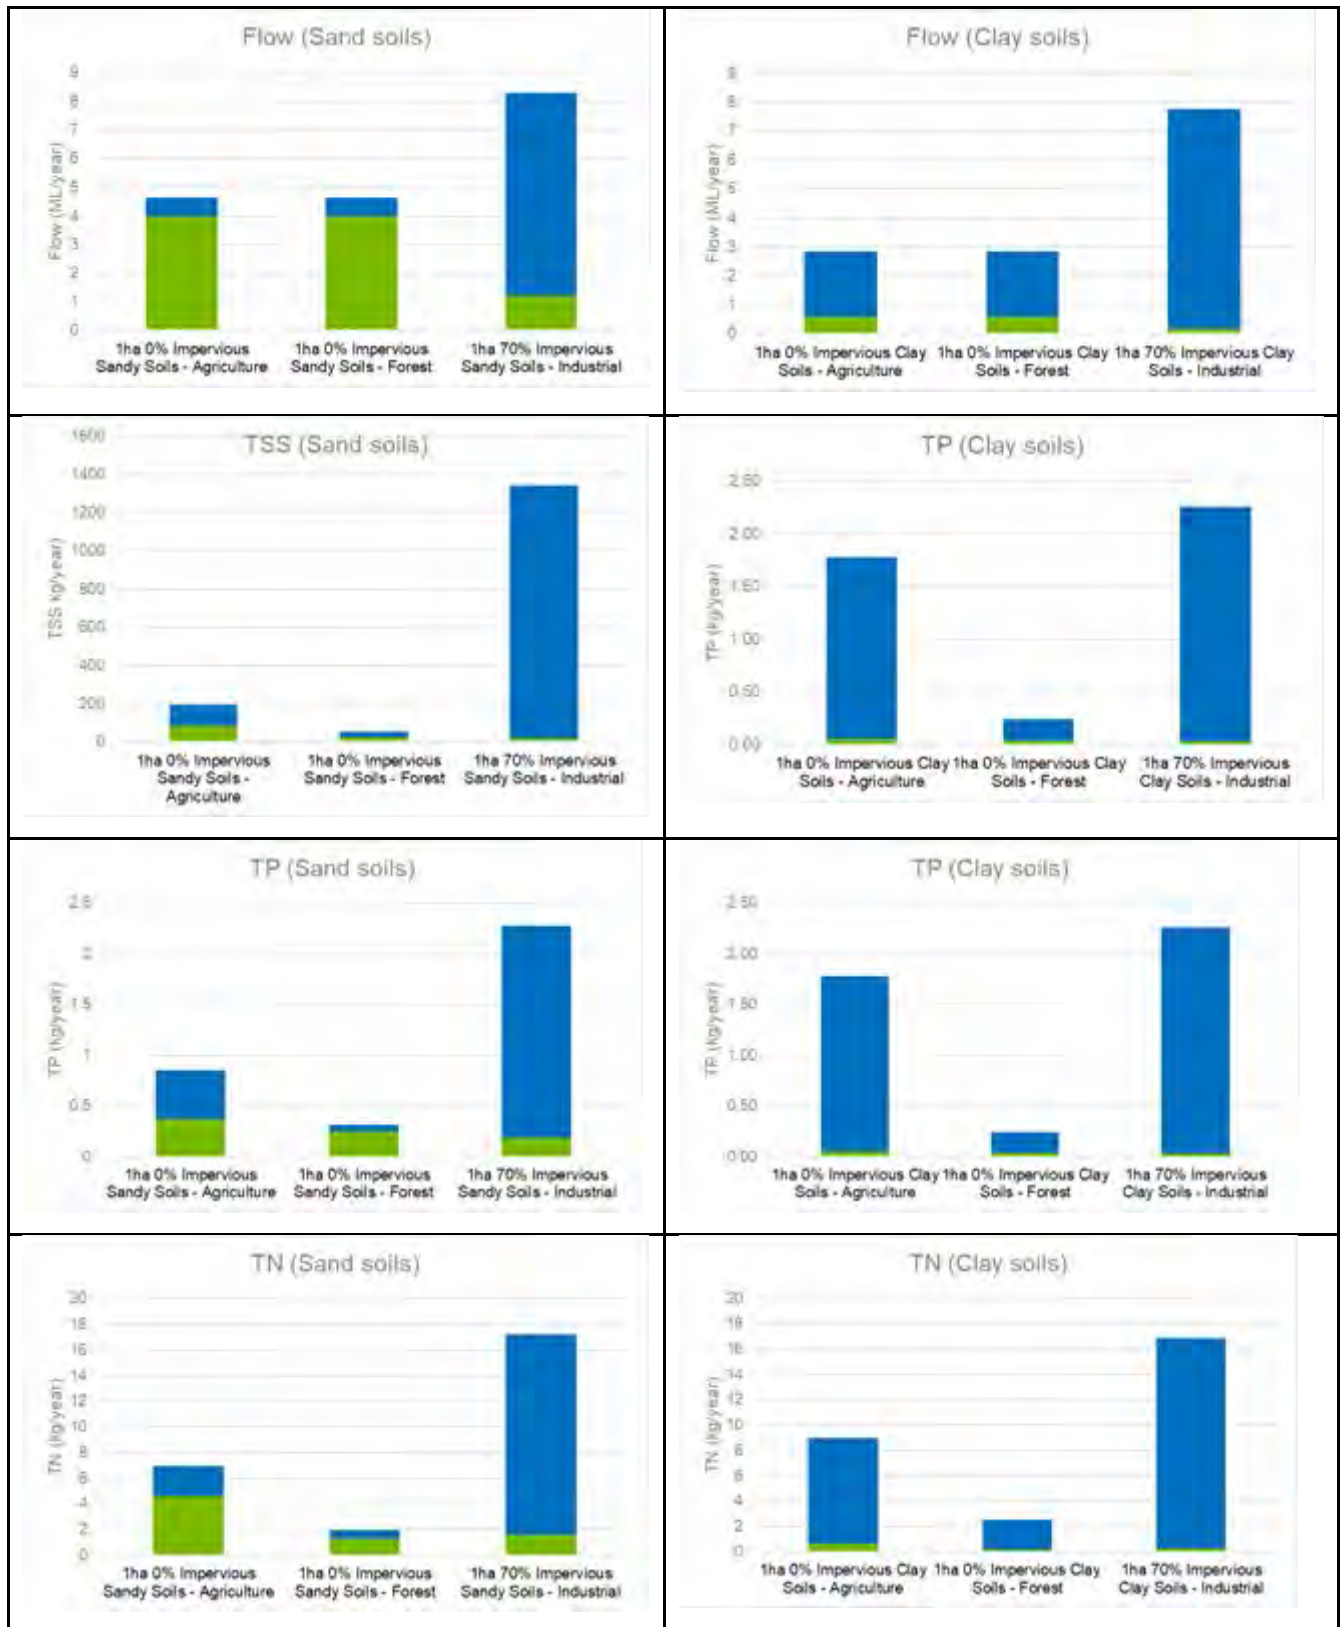 Flow (Sand soils)
Flow (ML/year)
9
8
7
6
5
4
3
2
1
0
1ha 0% Impervious
Sandy Soils - Agriculture
1ha 0% Impervious
Sandy Soils - Forest
1ha 70% Impervious
Sandy Soils - Industrial
Flow (Clay soils)
Flow (ML/year)
9
8
7
6
5
4
3
2
1
0
1ha 0% Impervious Clay
Soils - Agriculture
1ha 0% Impervious Clay
Soils - Forest
1ha 70% Impervious Clay
Soils - Industrial
TSS (Sand soils)
TSS kg/year)
1600
1400
1200
1000
800
600
400
200
0
1ha 0% Impervious
Sandy Soils -
Agriculture
1ha 0% Impervious
Sandy Soils - Forest
1ha 70% Impervious
Sandy Soils - Industrial
TP (Clay soils)
TP (kg/year)
2.50
2.00
1.50
1.00
0.50
0.00
1ha 0% Impervious Clay
Soils - Agriculture
1ha 0% Impervious Clay
Soils - Forest
1ha 70% Impervious
Clay Soils - Industrial
TP (Sand soils)
TP (kg/year)
2.5
2
1.5
1
0.5
0
1ha 0% Impervious
Sandy Soils - Agriculture
1ha 0% Impervious
Sandy Soils - Forest
1ha 70% Impervious
Sandy Soils - Industrial
TP (Clay soils)
TP (kg/year)
2.50
2.00
1.50
1.00
0.50
0.00
1ha 0% Impervious Clay
Soils - Agriculture
1ha 0% Impervious Clay
Soils - Forest
1ha 70% Impervious
Clay Soils - Industrial
TN (Sand soils)
TN (kg/year)
20
18
16
14
12
10
8
6
4
2
0
1ha 0% Impervious
Sandy Soils - Agriculture
1ha 0% Impervious
Sandy Soils - Forest
1ha 70% Impervious
Sandy Soils - Industrial
TN (Clay soils)
TN (kg/year)
20
18
16
14
12
10
8
6
4
2
0
1ha 0% Impervious Clay
Soils - Agriculture
1ha 0% Impervious Clay
Soils - Forest
1ha 70% Impervious
Clay Soils - Industrial